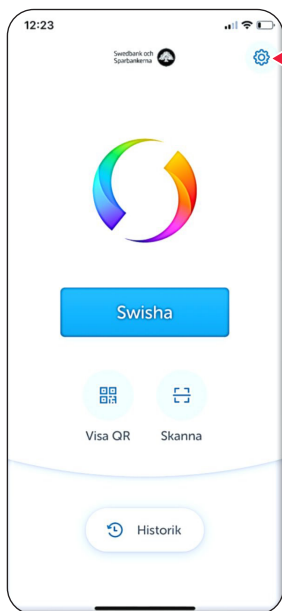 12:23
Swedbank och
Sparbankerna
Swisha
Visa QR Skanna
Historik